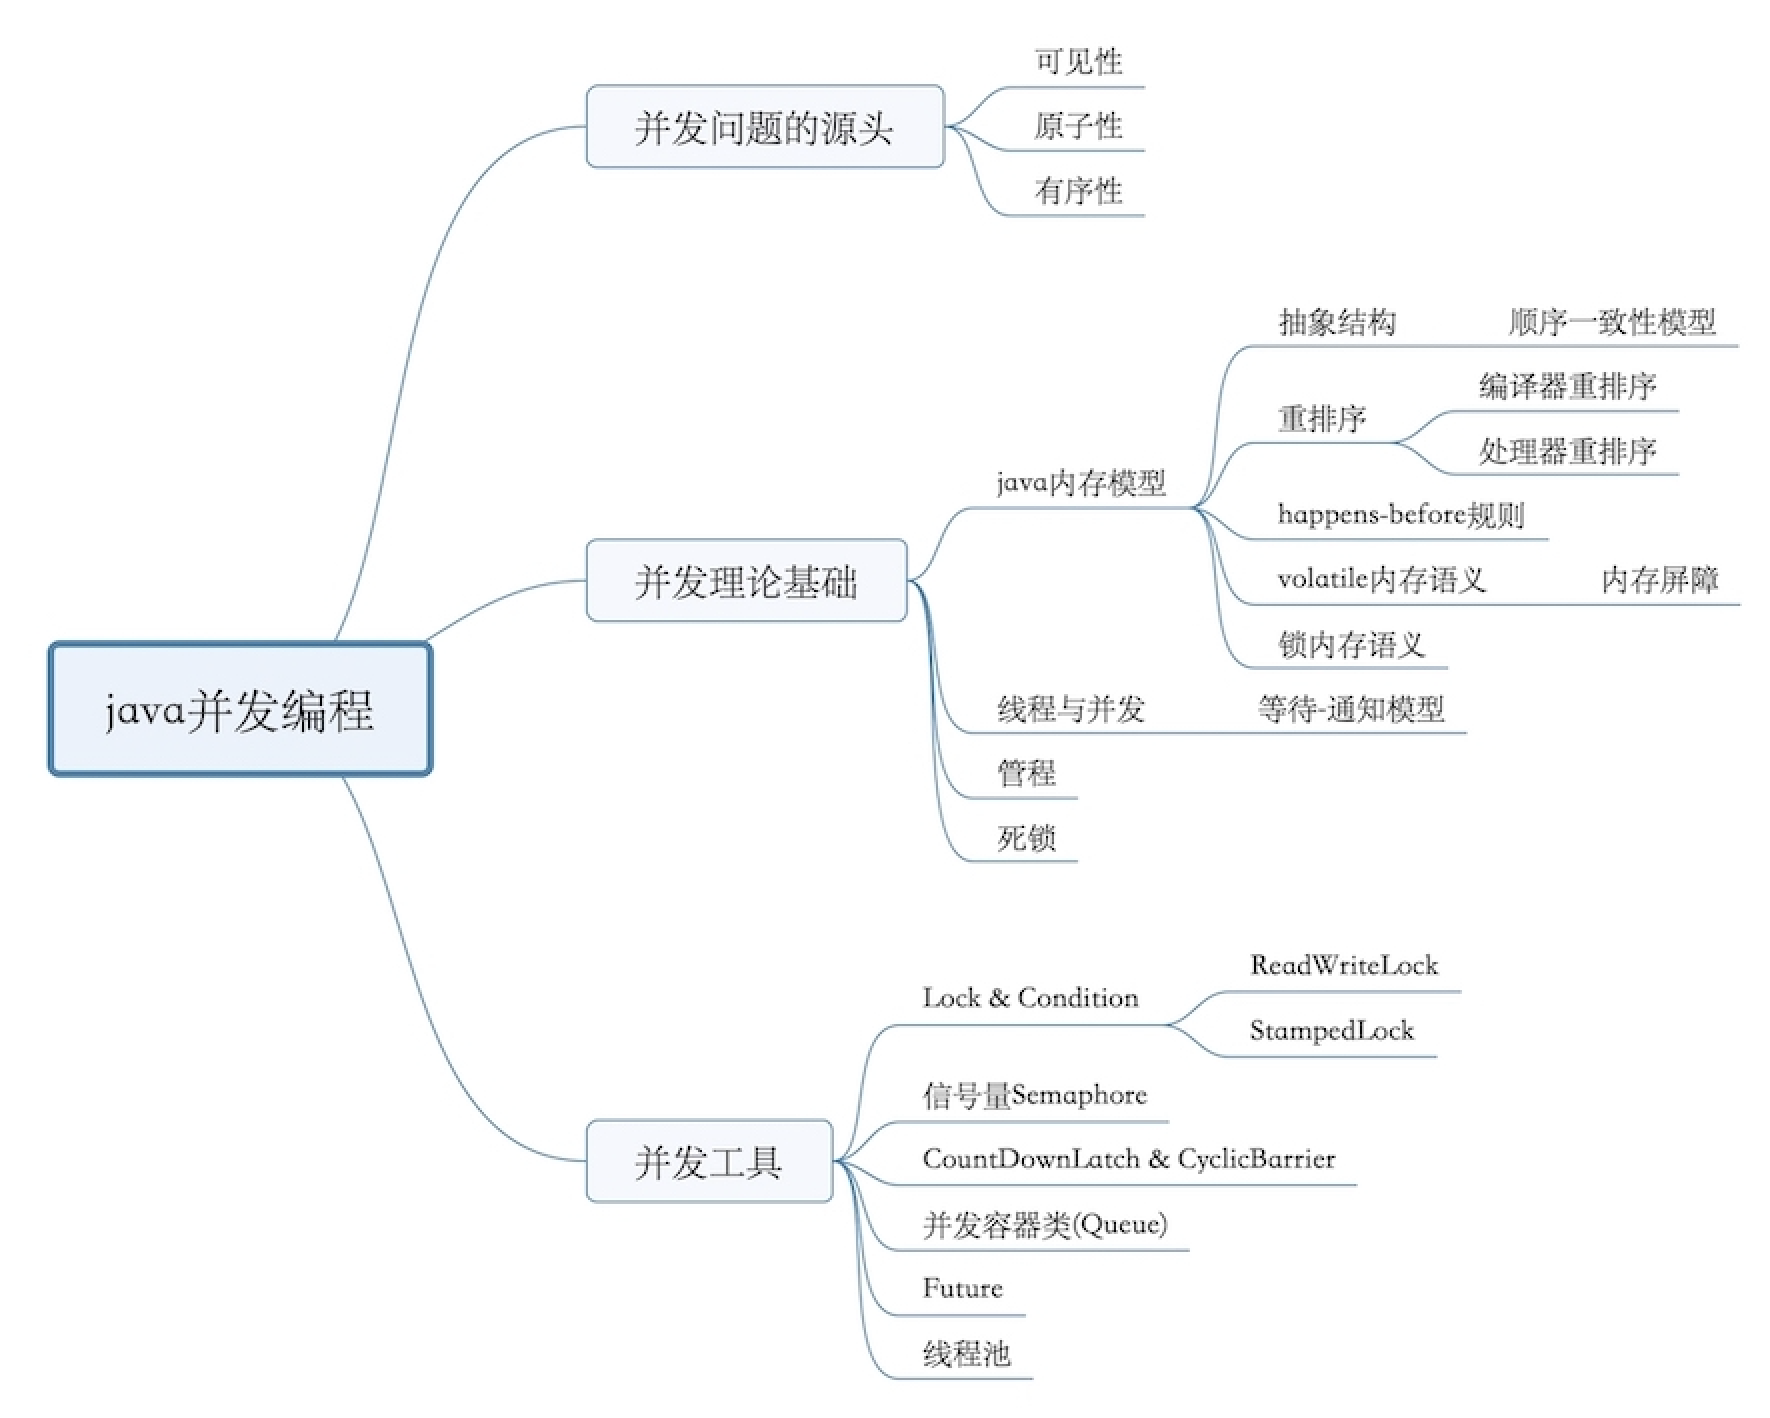 java并发编程
并发问题的源头
可见性
原子性
有序性
并发理论基础
java内存模型
抽象结构
顺序一致性模型
重排序
编译器重排序
处理器重排序
happens-before规则
volatile内存语义
内存屏障
锁内存语义
线程与并发
等待-通知模型
管程
死锁
并发工具
Lock & Condition
ReadWriteLock
StampedLock
信号量Semaphore
CountDownLatch & CyclicBarrier
并发容器类(Queue)
Future
线程池